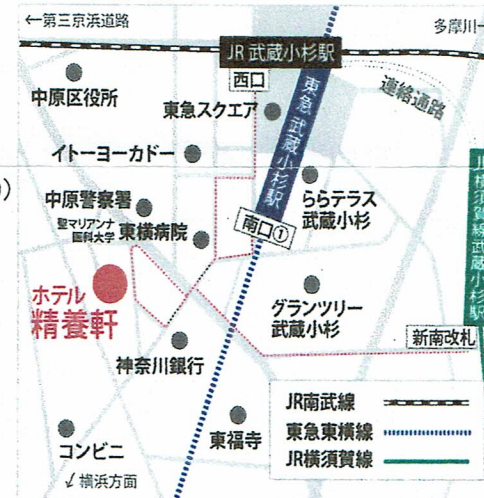 ←第三京浜道路
多摩川→
JR 武蔵小杉駅
西口
中原区役所
東急スクエア
連絡通路
東急 武蔵小杉駅
イトーヨーカドー
JR横須賀線武蔵小杉駅
ららテラス
武蔵小杉
中原警察署
聖マリアンナ
医科大学
東横病院
南口①
ホテル
精養軒
グランツリー
武蔵小杉
新南改札
神奈川銀行
JR南武線
東急東横線
JR横須賀線
東福寺
コンビニ
↙横浜方面